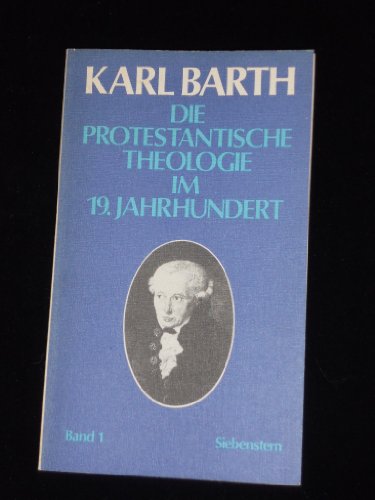 KARL BARTH
DIE
PROTESTANTISCHE
THEOLOGIE
IM
19. JAHRHUNDERT
Band 1 Siebenstern